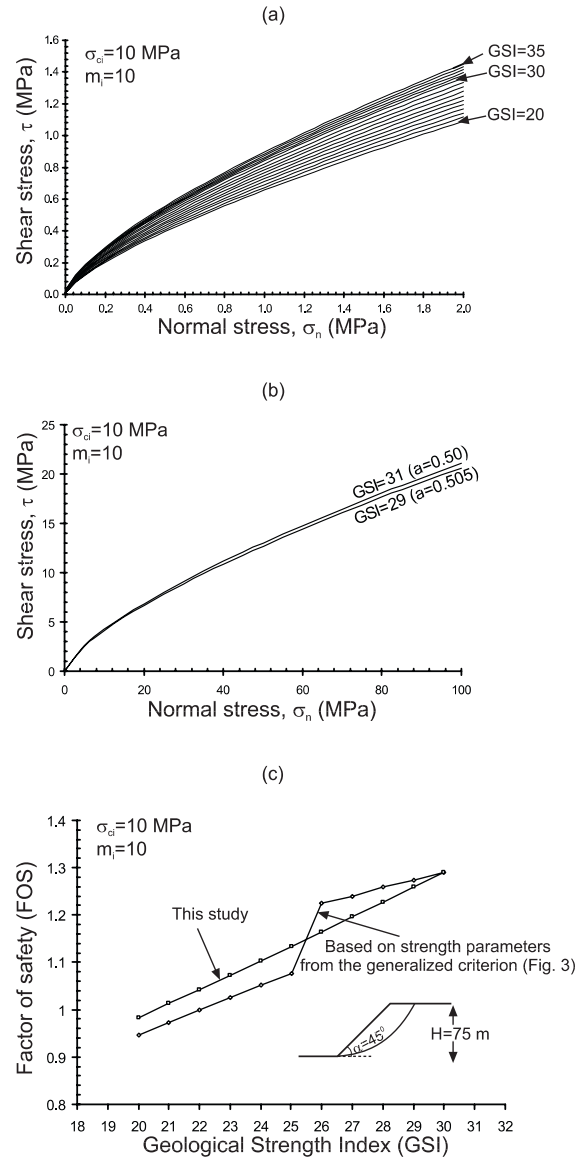 (a)
1.6
1.4
1.2
1.0
0.8
0.6
0.4
0.2
0.0
Shear stress, τ (MPa)
σci=10 MPa
mi=10
GSI=35
GSI=30
GSI=20
0.0 0.2 0.4 0.6 0.8 1.0 1.2 1.4 1.6 1.8 2.0
Normal stress, σn (MPa)
(b)
25
20
15
10
5
0
Shear stress, τ (MPa)
σci=10 MPa
mi=10
GSI=31 (a=0.50)
GSI=29 (a=0.505)
0 20 40 60 80 100
Normal stress, σn (MPa)
(c)
1.4
1.3
1.2
1.1
1
0.9
0.8
Factor of safety (FOS)
σci=10 MPa
mi=10
This study
Based on strength parameters
from the generalized criterion (Fig. 3)
α=45⁰
H=75 m
18 19 20 21 22 23 24 25 26 27 28 29 30 31 32
Geological Strength Index (GSI)